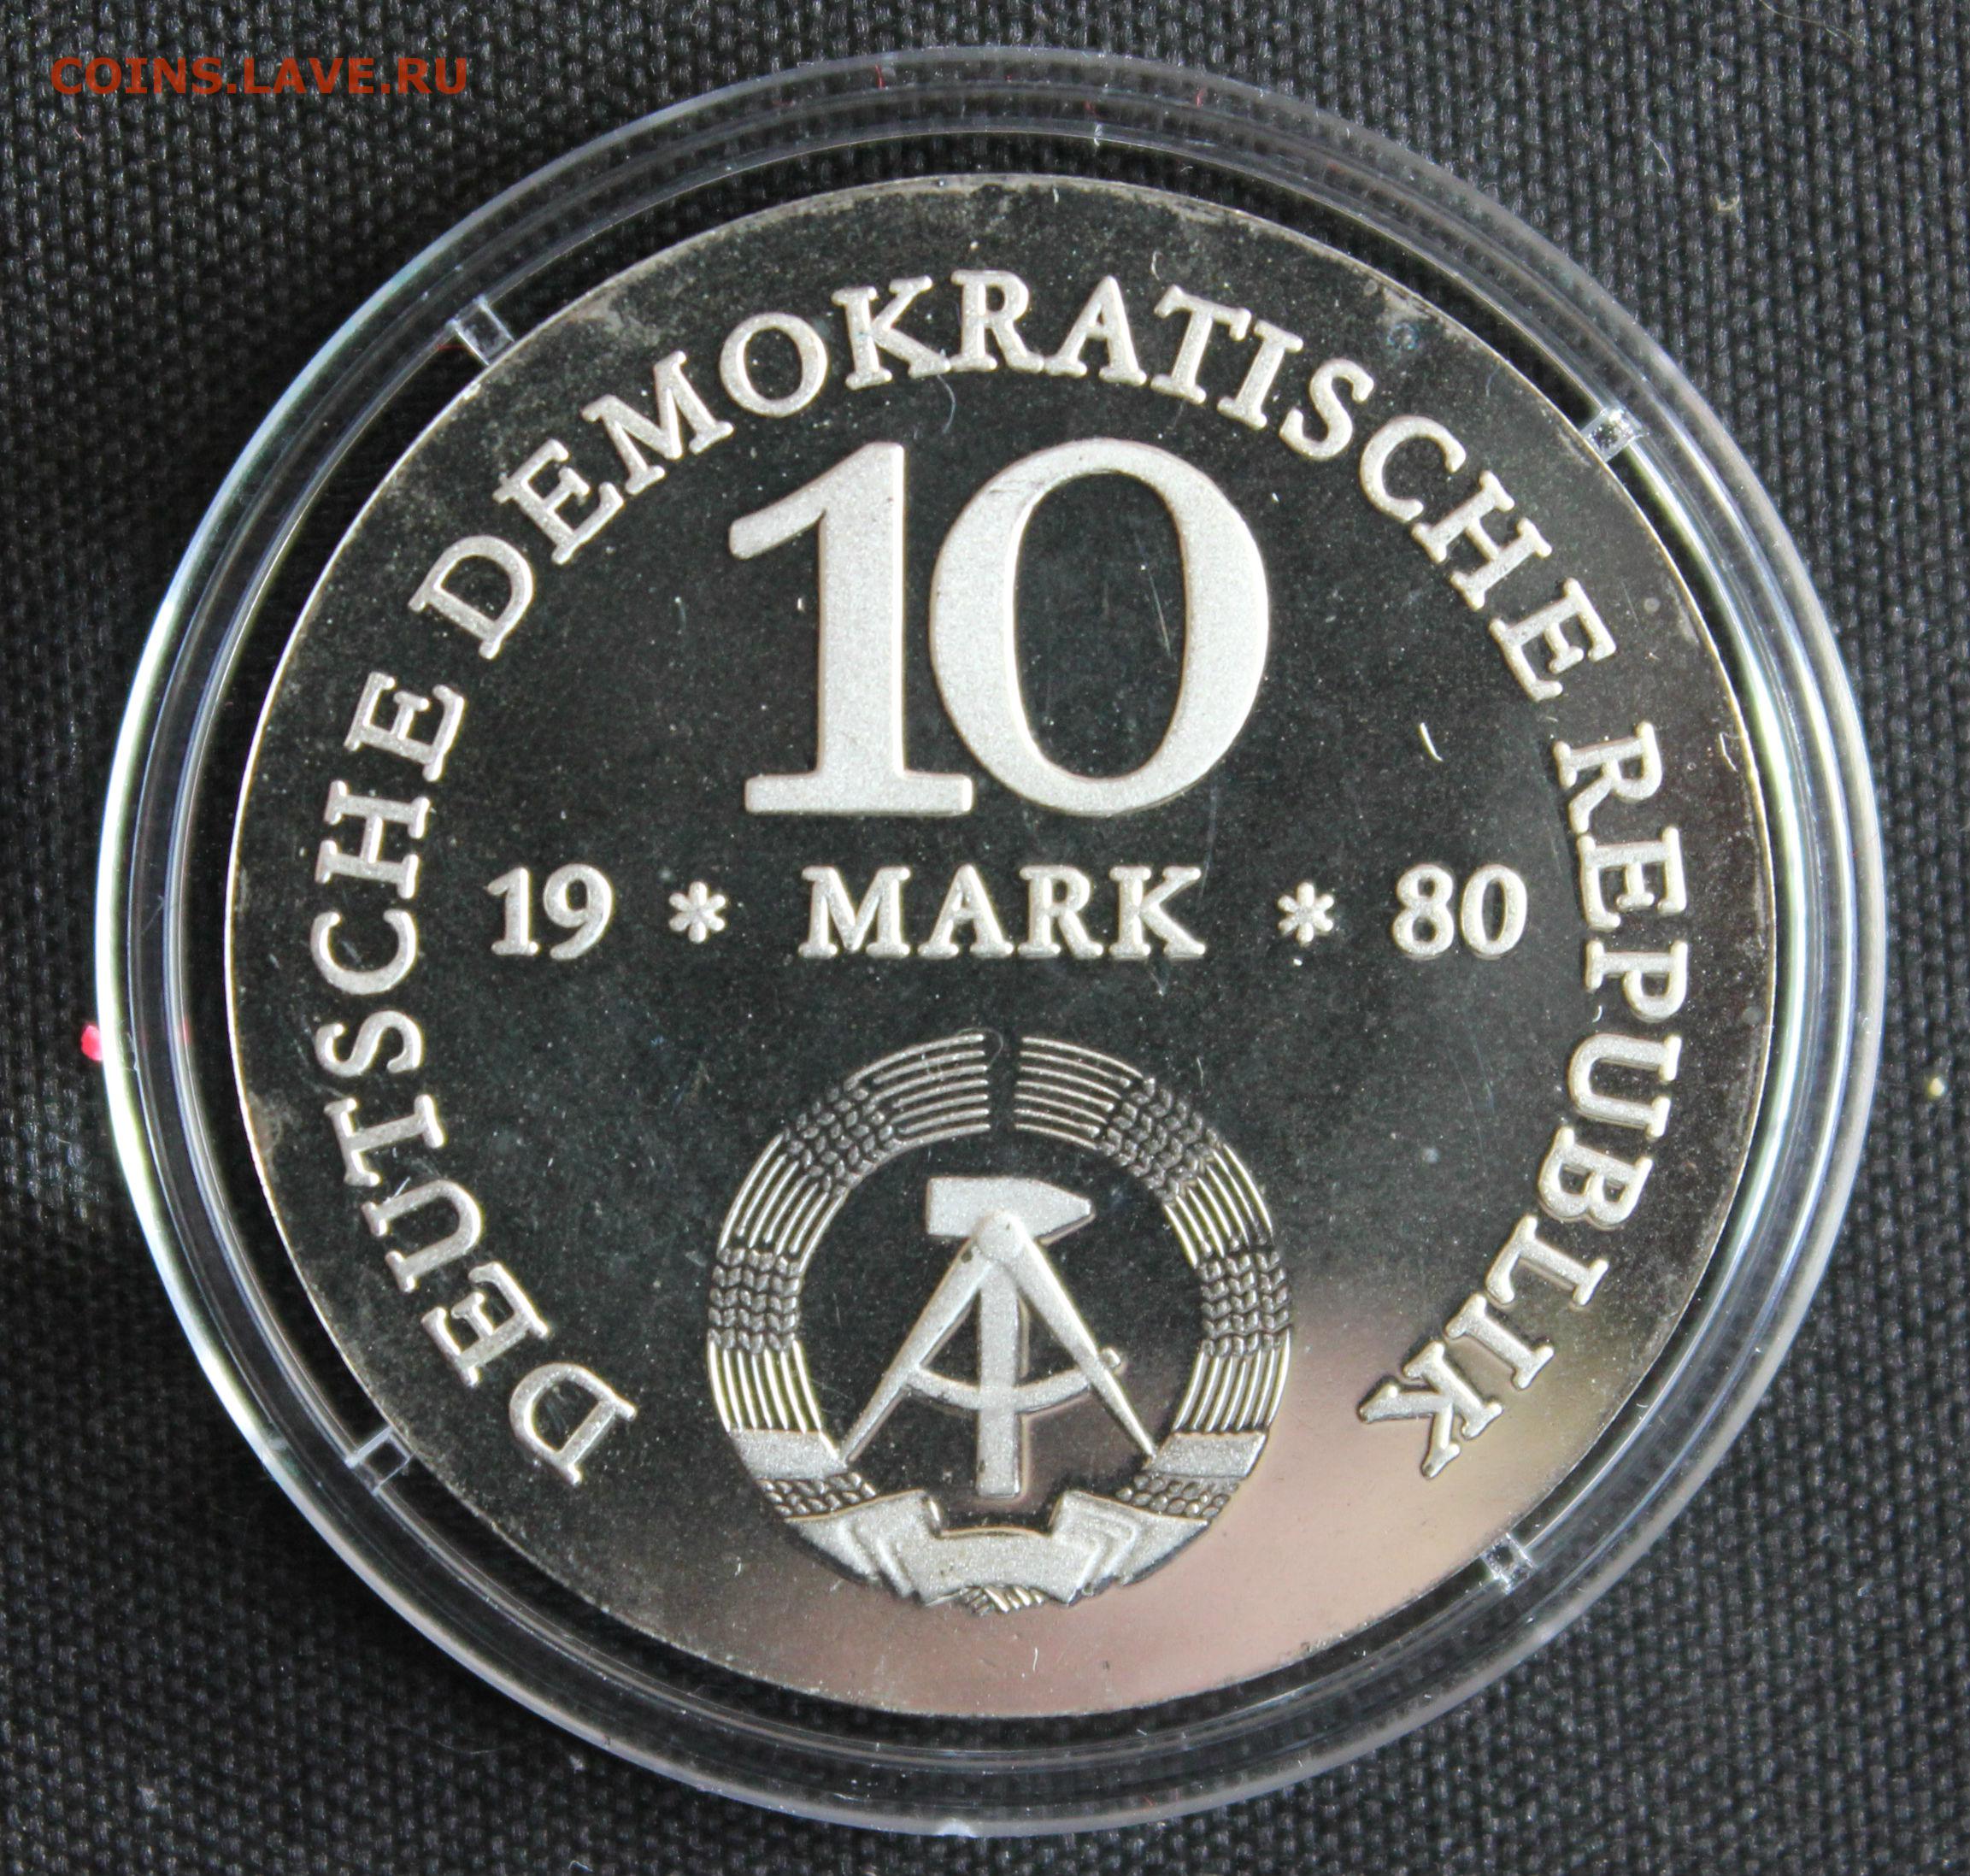 COINS.LAVE.RU
DEUTSCHE DEMOKRATISCHE REPUBLIK
10
19 * MARK * 80